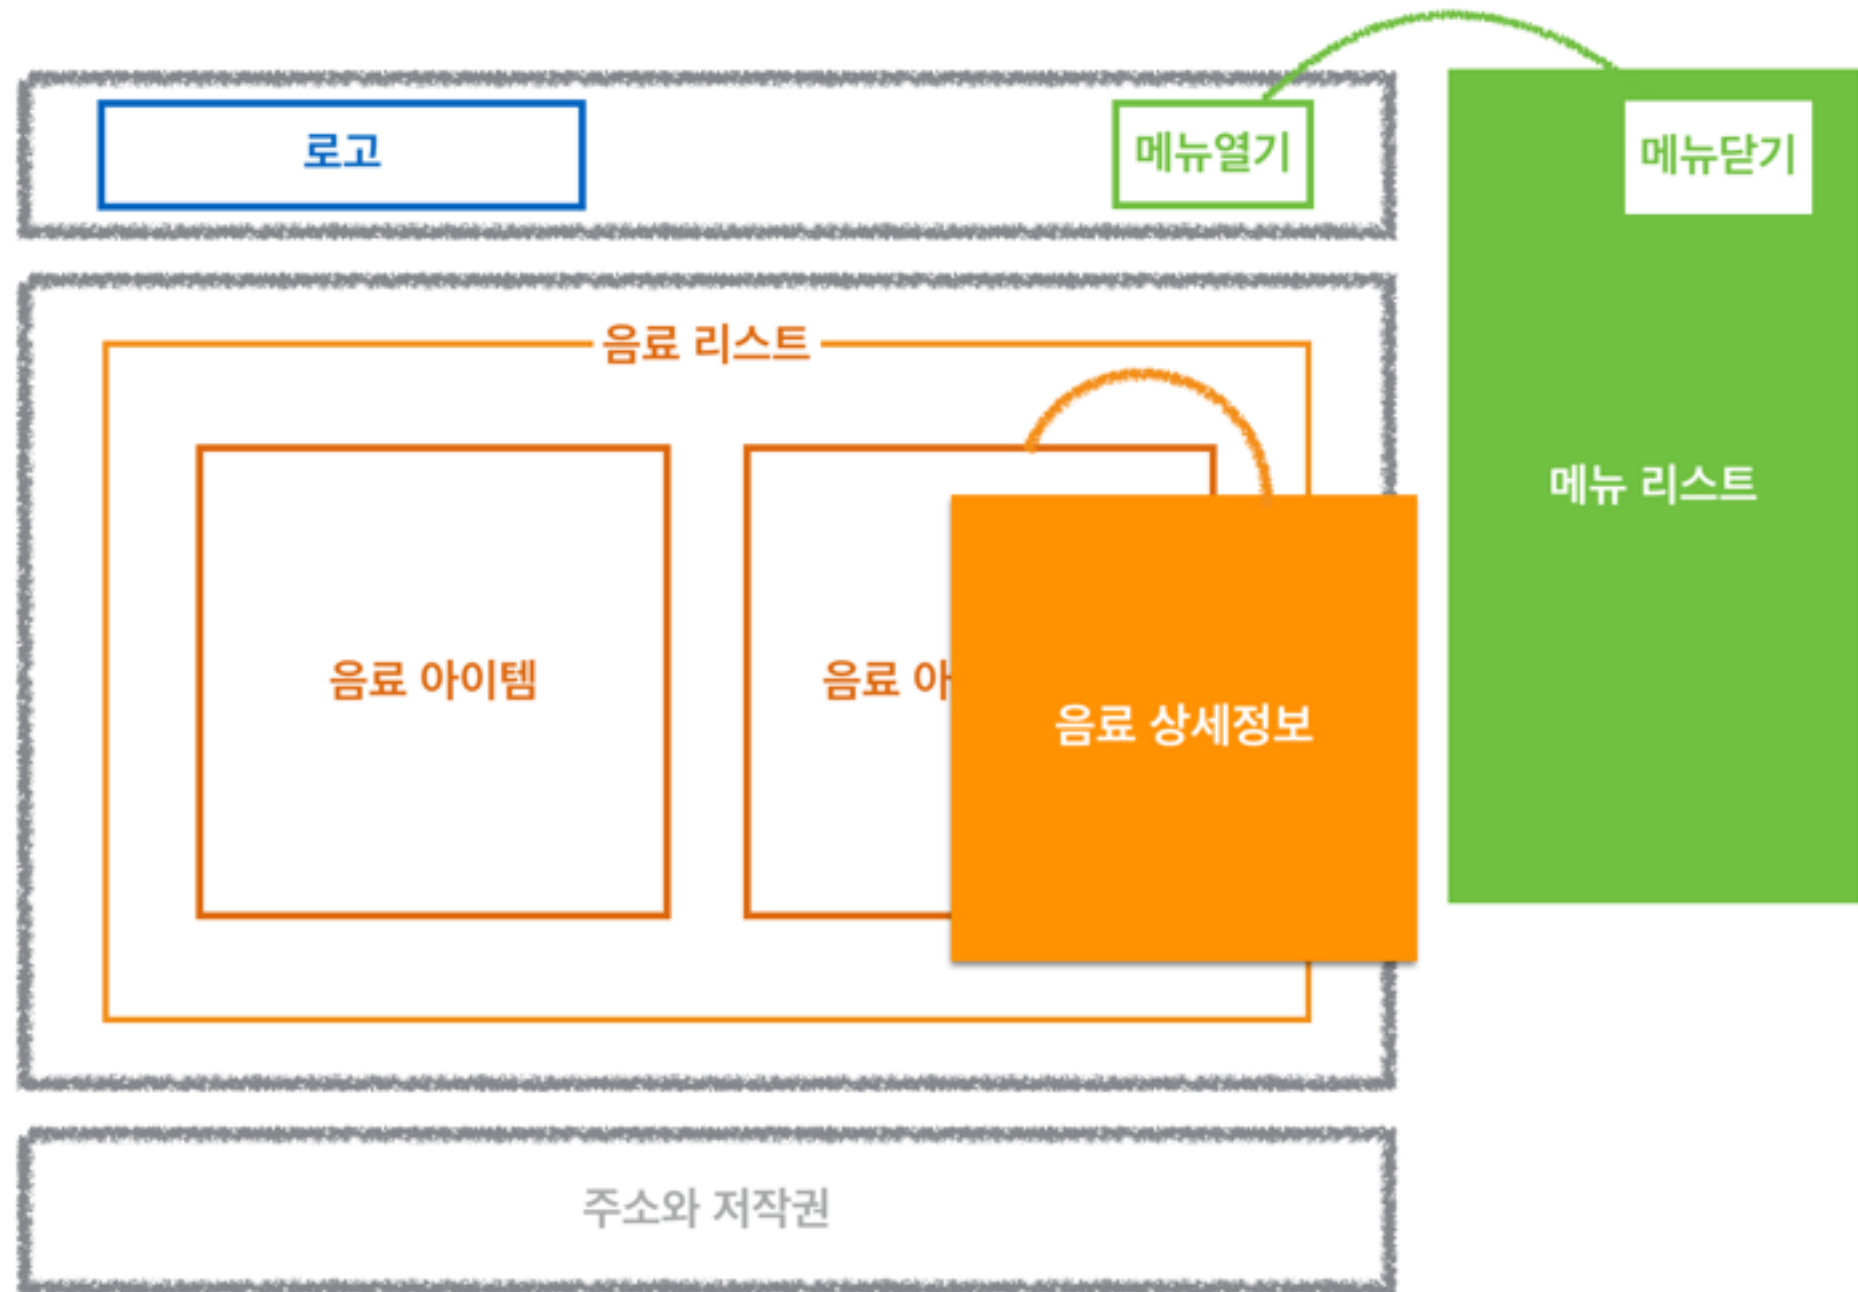 로고
메뉴열기
메뉴닫기
음료 리스트
메뉴 리스트
음료 아이템
음료 아
음료 상세정보
주소와 저작권